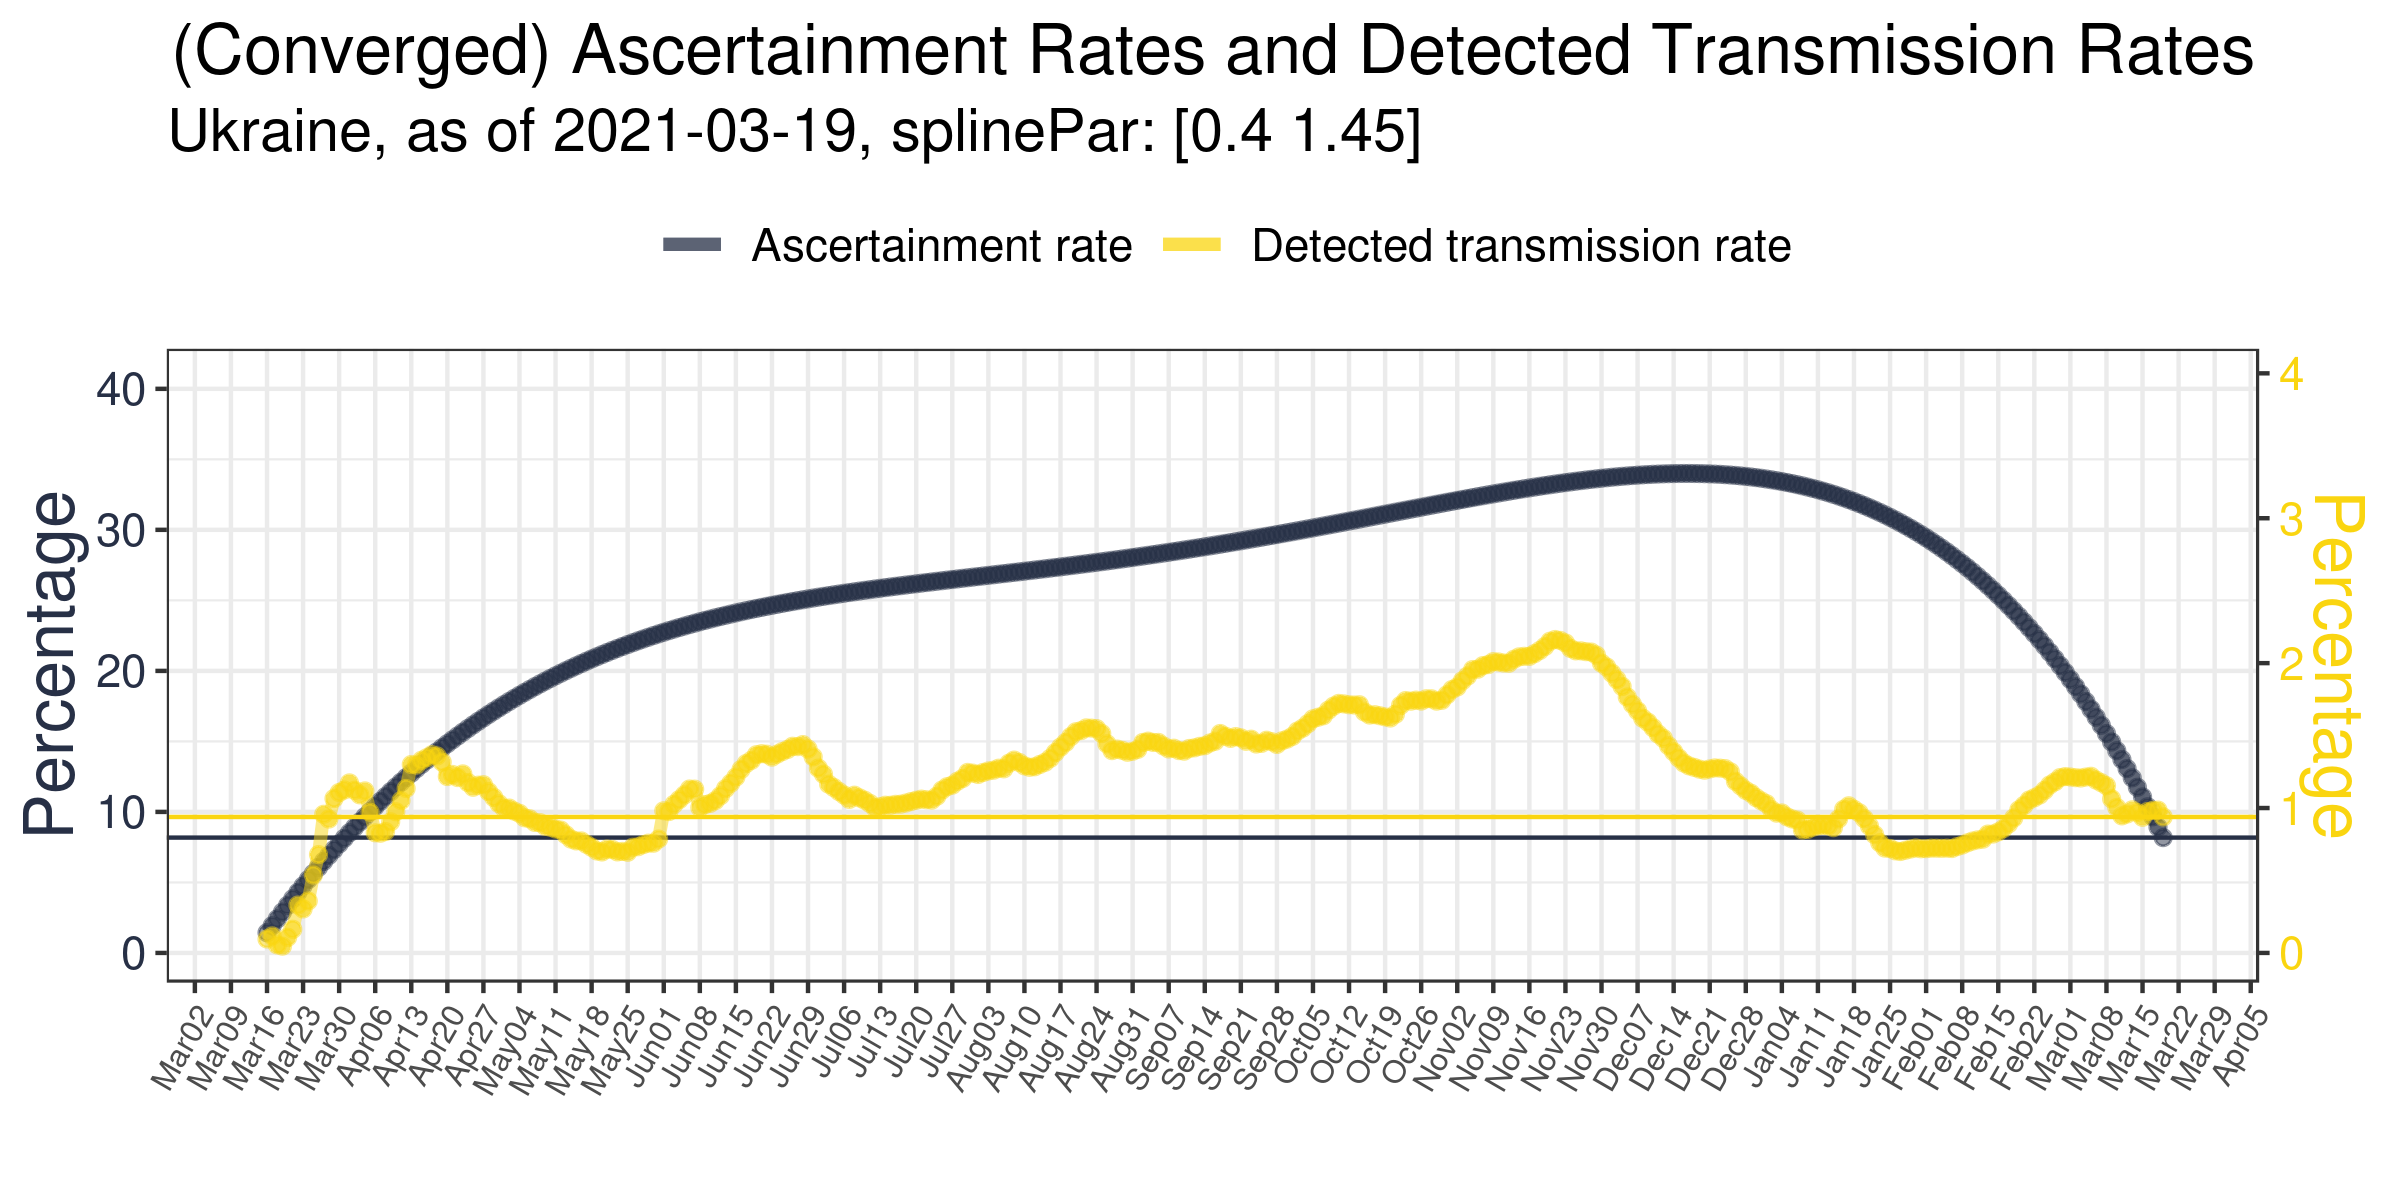 (Converged) Ascertainment Rates and Detected Transmission Rates
Ukraine, as of 2021-03-19, splinePar: [0.4 1.45]
Ascertainment rate
Detected transmission rate
Percentage
40
30
20
10
0
4
3
2
1
0
Percentage
Mar02
Mar09
Mar16
Mar23
Mar30
Apr06
Apr13
Apr20
Apr27
May04
May11
May18
May25
Jun01
Jun08
Jun15
Jun22
Jun29
Jul06
Jul13
Jul20
Jul27
Aug03
Aug10
Aug17
Aug24
Aug31
Sep07
Sep14
Sep21
Sep28
Oct05
Oct12
Oct19
Oct26
Nov02
Nov09
Nov16
Nov23
Nov30
Dec07
Dec14
Dec21
Dec28
Jan04
Jan11
Jan18
Jan25
Feb01
Feb08
Feb15
Feb22
Mar01
Mar08
Mar15
Mar22
Mar29
Apr05